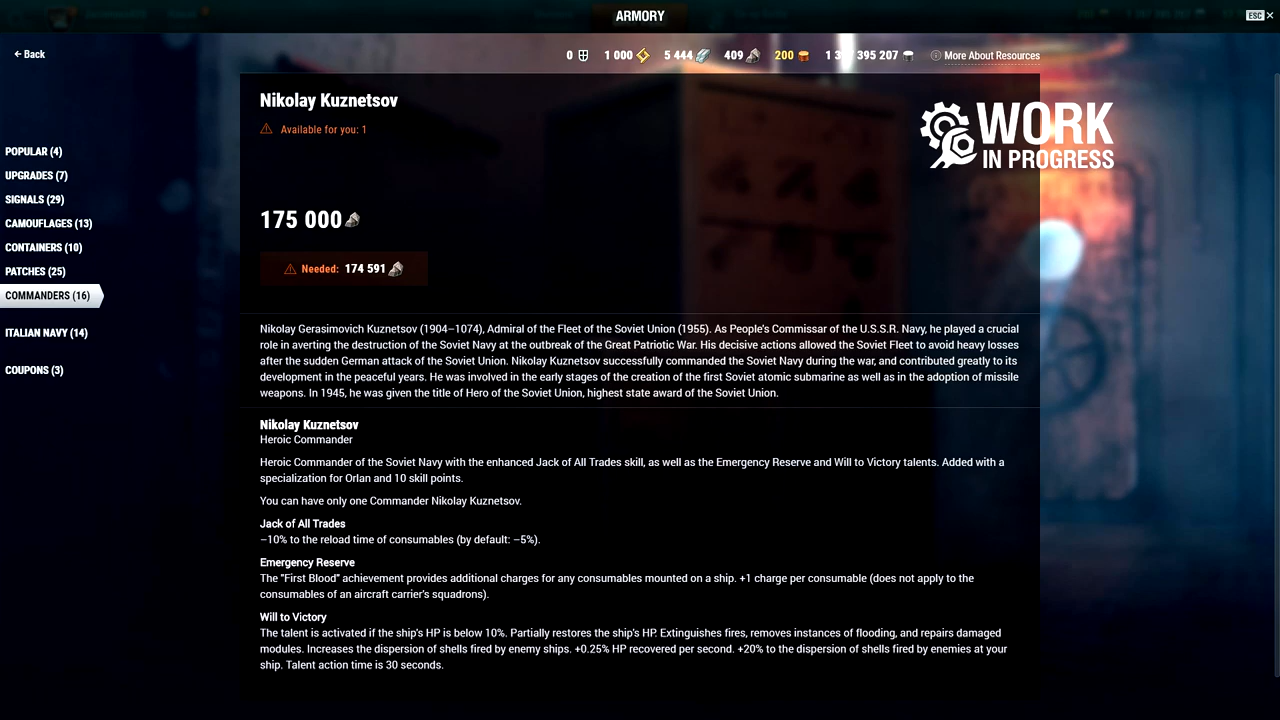 ARMORY
ESC
Back
0 1 000 5 444 409 200 395 207 More About Resources
Nikolay Kuznetsov
Available for you: 1
WORK
IN PROGRESS
POPULAR (4)
UPGRADES (7)
SIGNALS (29)
CAMOUFLAGES (13)
CONTAINERS (10)
PATCHES (25)
COMMANDERS (16)
ITALIAN NAVY (14)
COUPONS (3)
175 000
Needed: 174 591
Nikolay Gerasimovich Kuznetsov (1904–1074), Admiral of the Fleet of the Soviet Union (1955). As People's Commissar of the U.S.S.R. Navy, he played a crucial
role in averting the destruction of the Soviet Navy at the outbreak of the Great Patriotic War. His decisive actions allowed the Soviet Fleet to avoid heavy losses
after the sudden German attack of the Soviet Union. Nikolay Kuznetsov successfully commanded the Soviet Navy during the war, and contributed greatly to its
development in the peaceful years. He was involved in the early stages of the creation of the first Soviet atomic submarine as well as in the adoption of missile
weapons. In 1945, he was given the title of Hero of the Soviet Union, highest state award of the Soviet Union.
Nikolay Kuznetsov
Heroic Commander
Heroic Commander of the Soviet Navy with the enhanced Jack of All Trades skill, as well as the Emergency Reserve and Will to Victory talents. Added with a
specialization for Orlan and 10 skill points.
You can have only one Commander Nikolay Kuznetsov.
Jack of All Trades
–10% to the reload time of consumables (by default: –5%).
Emergency Reserve
The "First Blood" achievement provides additional charges for any consumables mounted on a ship. +1 charge per consumable (does not apply to the
consumables of an aircraft carrier's squadrons).
Will to Victory
The talent is activated if the ship's HP is below 10%. Partially restores the ship's HP. Extinguishes fires, removes instances of flooding, and repairs damaged
modules. Increases the dispersion of shells fired by enemy ships. +0.25% HP recovered per second. +20% to the dispersion of shells fired by enemies at your
ship. Talent action time is 30 seconds.